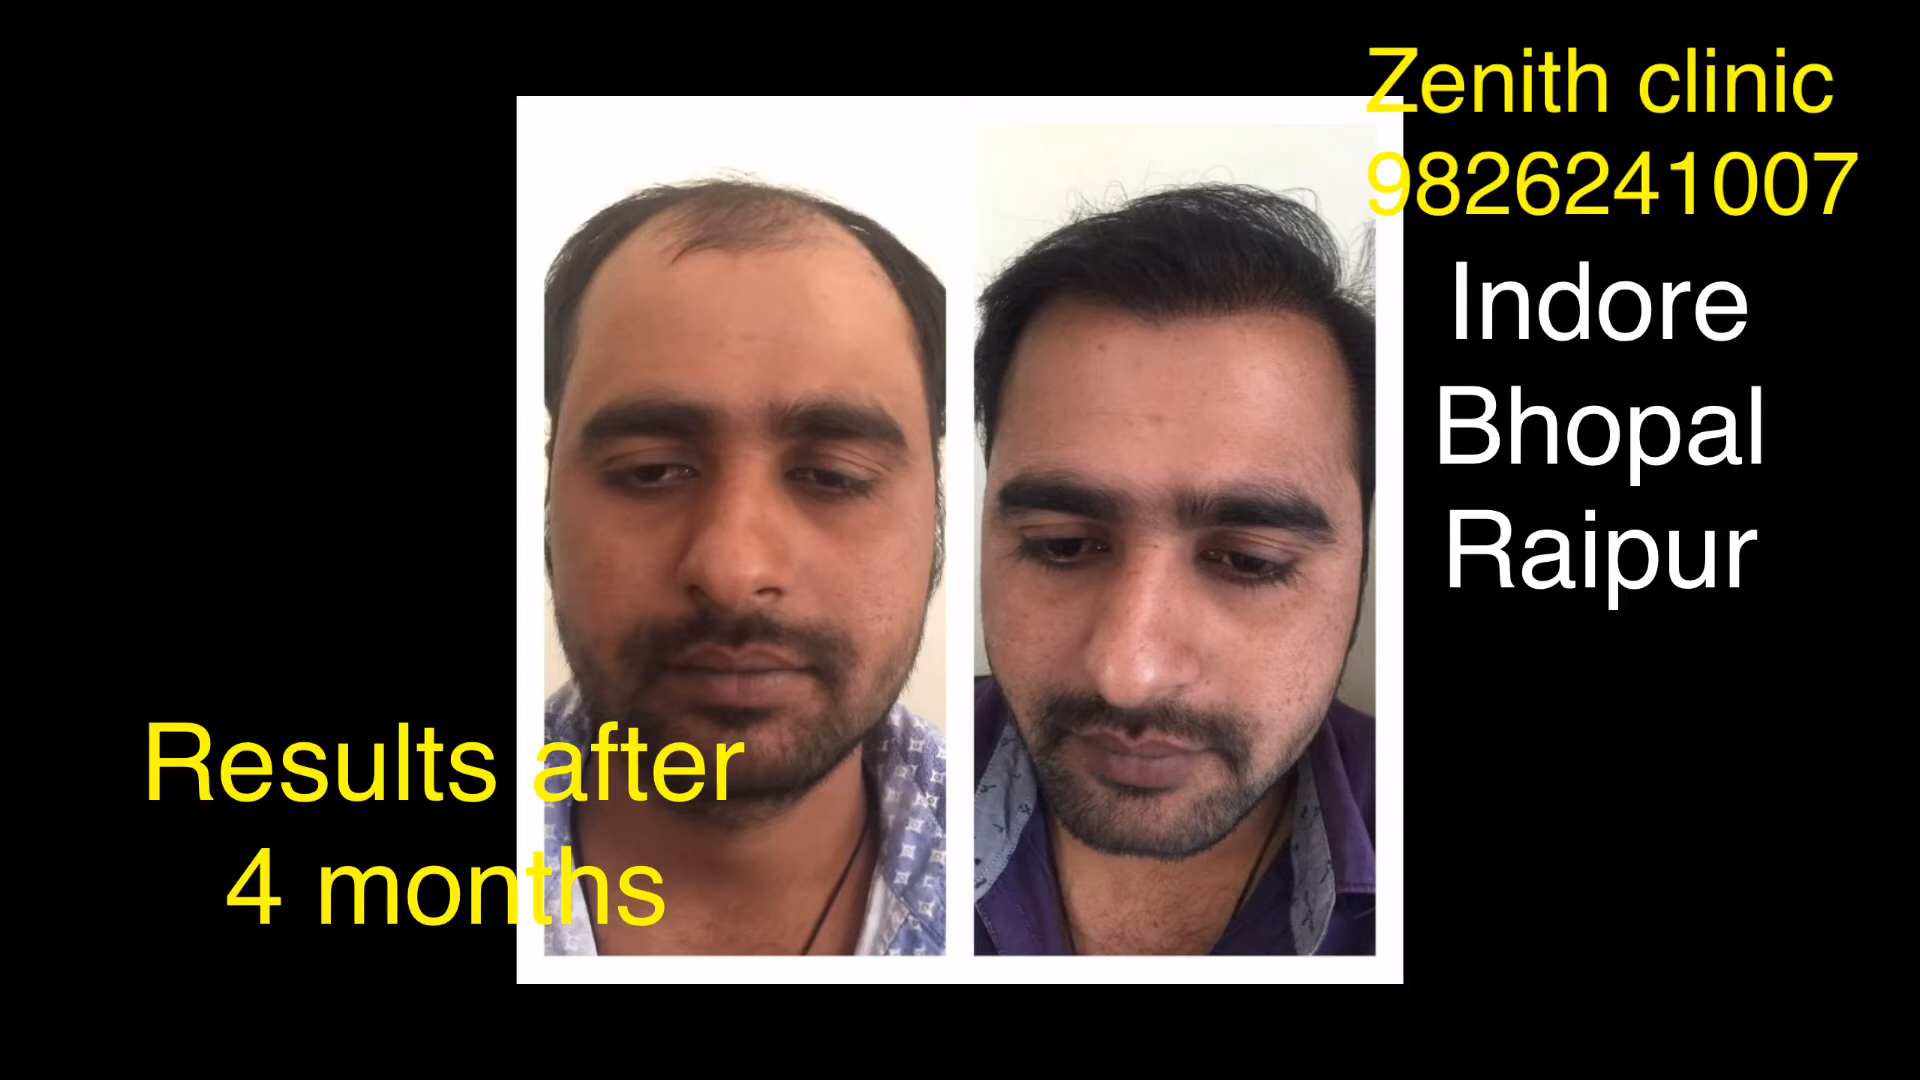 Zenith clinic
9826241007
Indore
Bhopal
Raipur
Results after
4 months